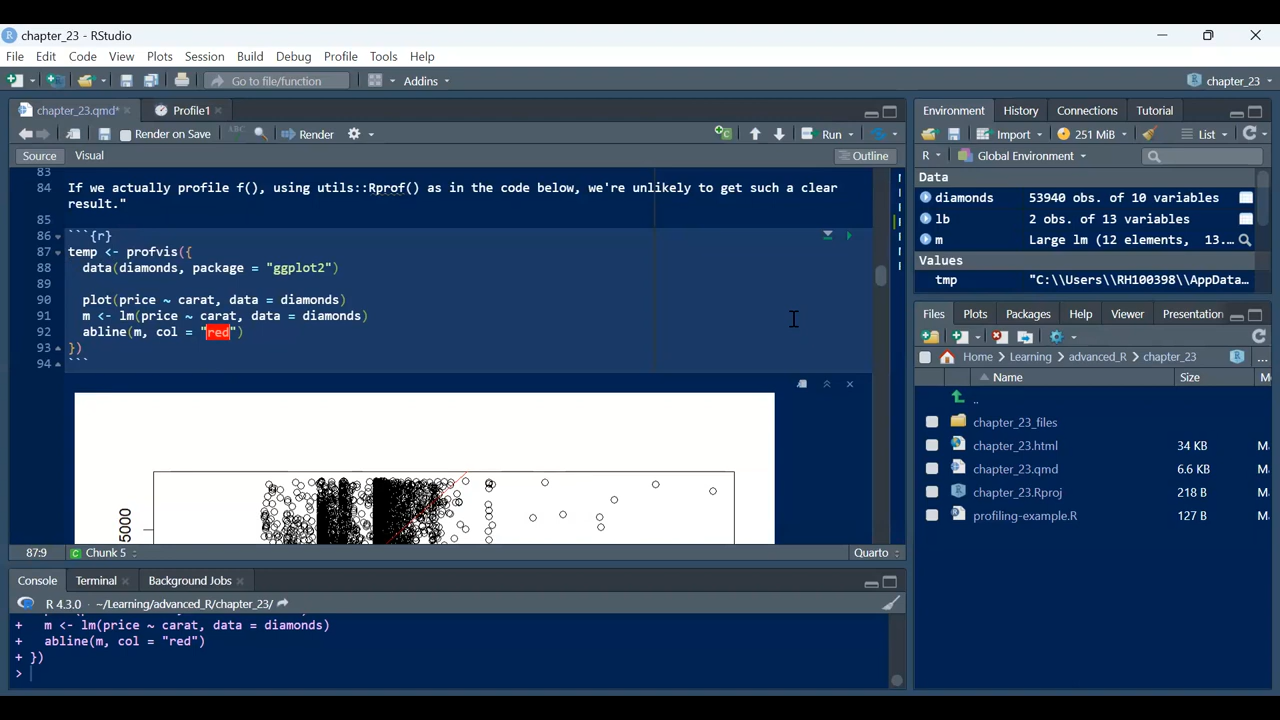 chapter_23 - RStudio
File Edit Code View Plots Session Build Debug Profile Tools Help
Go to file/function Addins chapter_23
chapter_23.qmd* Profile1
Render on Save ABC Render Run
Source Visual Outline
83
84 If we actually profile f(), using utils::Rprof() as in the code below, we're unlikely to get such a clear
result."
85
86 ```{r}
87 temp <- profvis({
88 data(diamonds, package = "ggplot2")
89
90 plot(price ~ carat, data = diamonds)
91 m <- lm(price ~ carat, data = diamonds)
92 abline(m, col = "red")
93 })
94 ```
5000
87:9 Chunk 5 Quarto
Console Terminal Background Jobs
R 4.3.0 · ~/Learning/advanced_R/chapter_23/
+ m <- lm(price ~ carat, data = diamonds)
+ abline(m, col = "red")
+ })
>
Environment History Connections Tutorial
Import 251 MiB List
R Global Environment
Data
diamonds 53940 obs. of 10 variables
lb 2 obs. of 13 variables
m Large lm (12 elements, 13...
Values
tmp "C:\\Users\\RH100398\\AppData...
Files Plots Packages Help Viewer Presentation
Home Learning advanced_R chapter_23 ...
Name Size M
..
chapter_23_files
chapter_23.html 34 KB M
chapter_23.qmd 6.6 KB M
chapter_23.Rproj 218 B M
profiling-example.R 127 B M